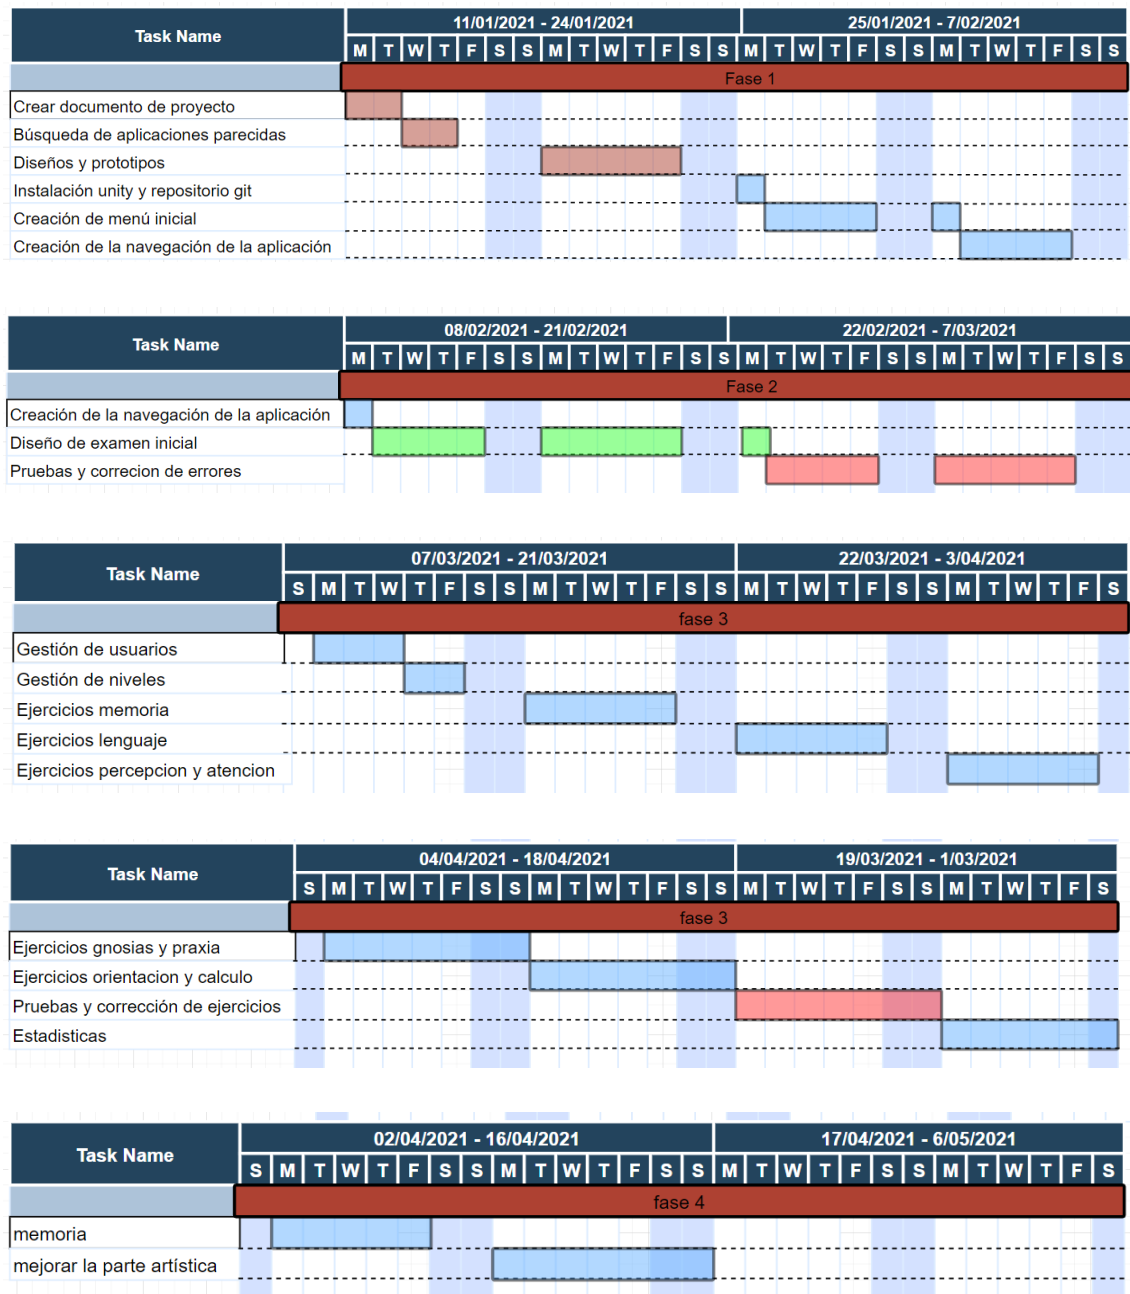 Task Name
11/01/2021 - 24/01/2021 25/01/2021 - 7/02/2021
M T W T F S S M T W T F S S M T W T F S S M T W T F S S
Fase 1
Crear documento de proyecto
Búsqueda de aplicaciones parecidas
Diseños y prototipos
Instalación unity y repositorio git
Creación de menú inicial
Creación de la navegación de la aplicación
Task Name
08/02/2021 - 21/02/2021 22/02/2021 - 7/03/2021
M T W T F S S M T W T F S S M T W T F S S M T W T F S S
Fase 2
Creación de la navegación de la aplicación
Diseño de examen inicial
Pruebas y correcion de errores
Task Name
07/03/2021 - 21/03/2021 22/03/2021 - 3/04/2021
S M T W T F S S M T W T F S S M T W T F S S M T W T F S
fase 3
Gestión de usuarios
Gestión de niveles
Ejercicios memoria
Ejercicios lenguaje
Ejercicios percepcion y atencion
Task Name
04/04/2021 - 18/04/2021 19/03/2021 - 1/03/2021
S M T W T F S S M T W T F S S M T W T F S S M T W T F S
fase 3
Ejercicios gnosias y praxia
Ejercicios orientacion y calculo
Pruebas y corrección de ejercicios
Estadisticas
Task Name
02/04/2021 - 16/04/2021 17/04/2021 - 6/05/2021
S M T W T F S S M T W T F S S M T W T F S S M T W T F S
fase 4
memoria
mejorar la parte artística